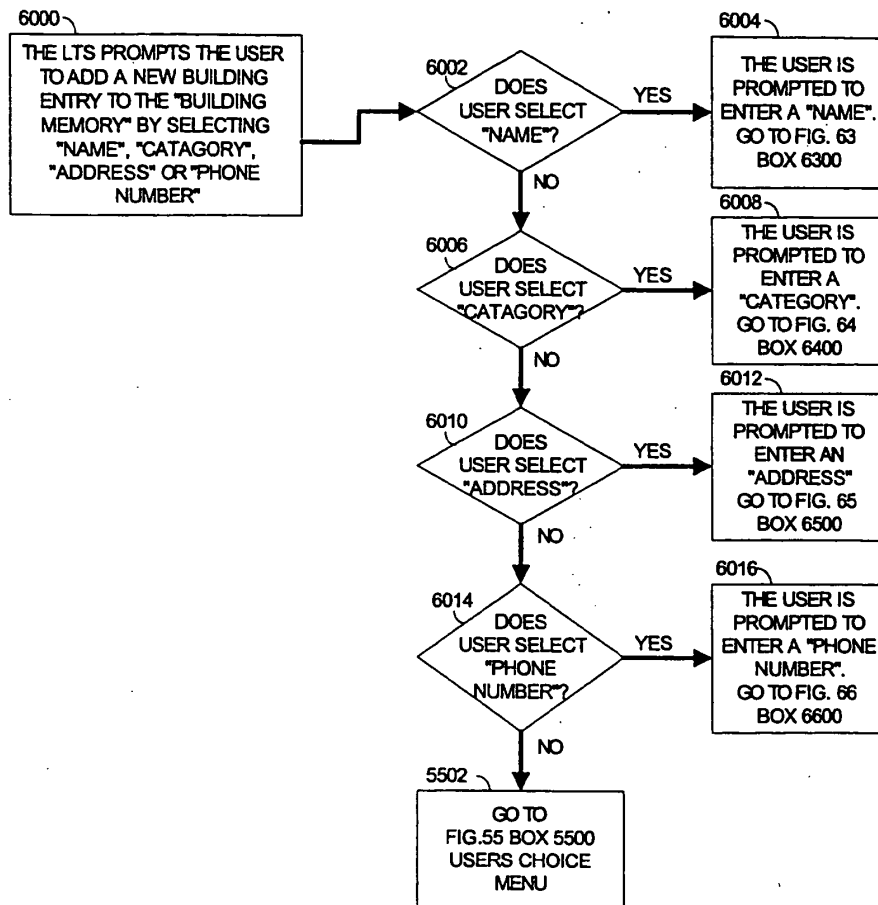 6000
THE LTS PROMPTS THE USER
TO ADD A NEW BUILDING
ENTRY TO THE "BUILDING
MEMORY" BY SELECTING
"NAME", "CATAGORY",
"ADDRESS" OR "PHONE
NUMBER"
6002
DOES
USER SELECT
"NAME"?
YES
NO
6004
THE USER IS
PROMPTED TO
ENTER A "NAME".
GO TO FIG. 63
BOX 6300
6006
DOES
USER SELECT
"CATAGORY"?
YES
NO
6008
THE USER IS
PROMPTED TO
ENTER A
"CATEGORY".
GO TO FIG. 64
BOX 6400
6010
DOES
USER SELECT
"ADDRESS"?
YES
NO
6012
THE USER IS
PROMPTED TO
ENTER AN
"ADDRESS"
GO TO FIG. 65
BOX 6500
6014
DOES
USER SELECT
"PHONE
NUMBER"?
YES
NO
6016
THE USER IS
PROMPTED TO
ENTER A "PHONE
NUMBER".
GO TO FIG. 66
BOX 6600
5502
GO TO
FIG.55 BOX 5500
USERS CHOICE
MENU